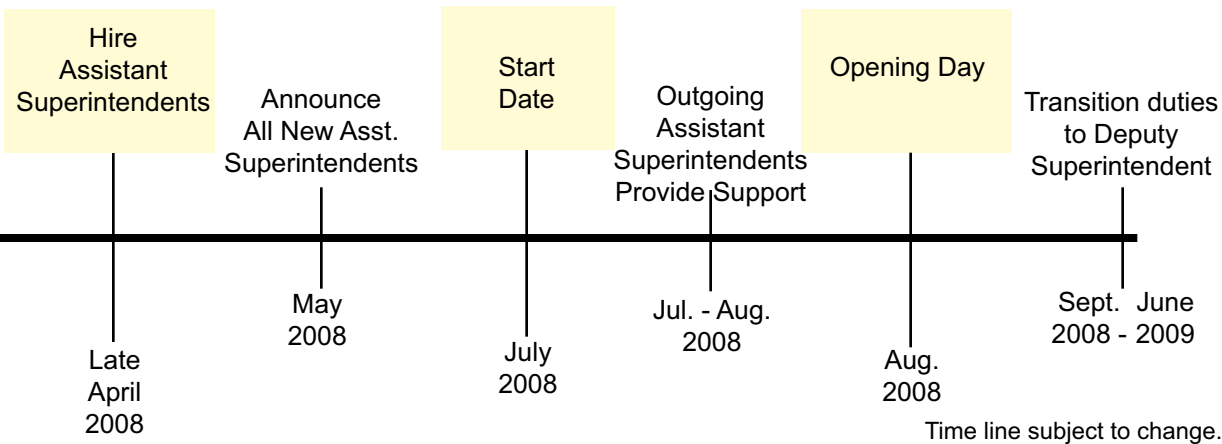 Hire
Assistant
Superintendents
Announce
All New Asst.
Superintendents
Start
Date
Outgoing
Assistant
Superintendents
Provide Support
Opening Day
Transition duties
to Deputy
Superintendent
Late
April
2008
May
2008
July
2008
Jul. - Aug.
2008
Aug.
2008
Sept. June
2008 - 2009
Time line subject to change.